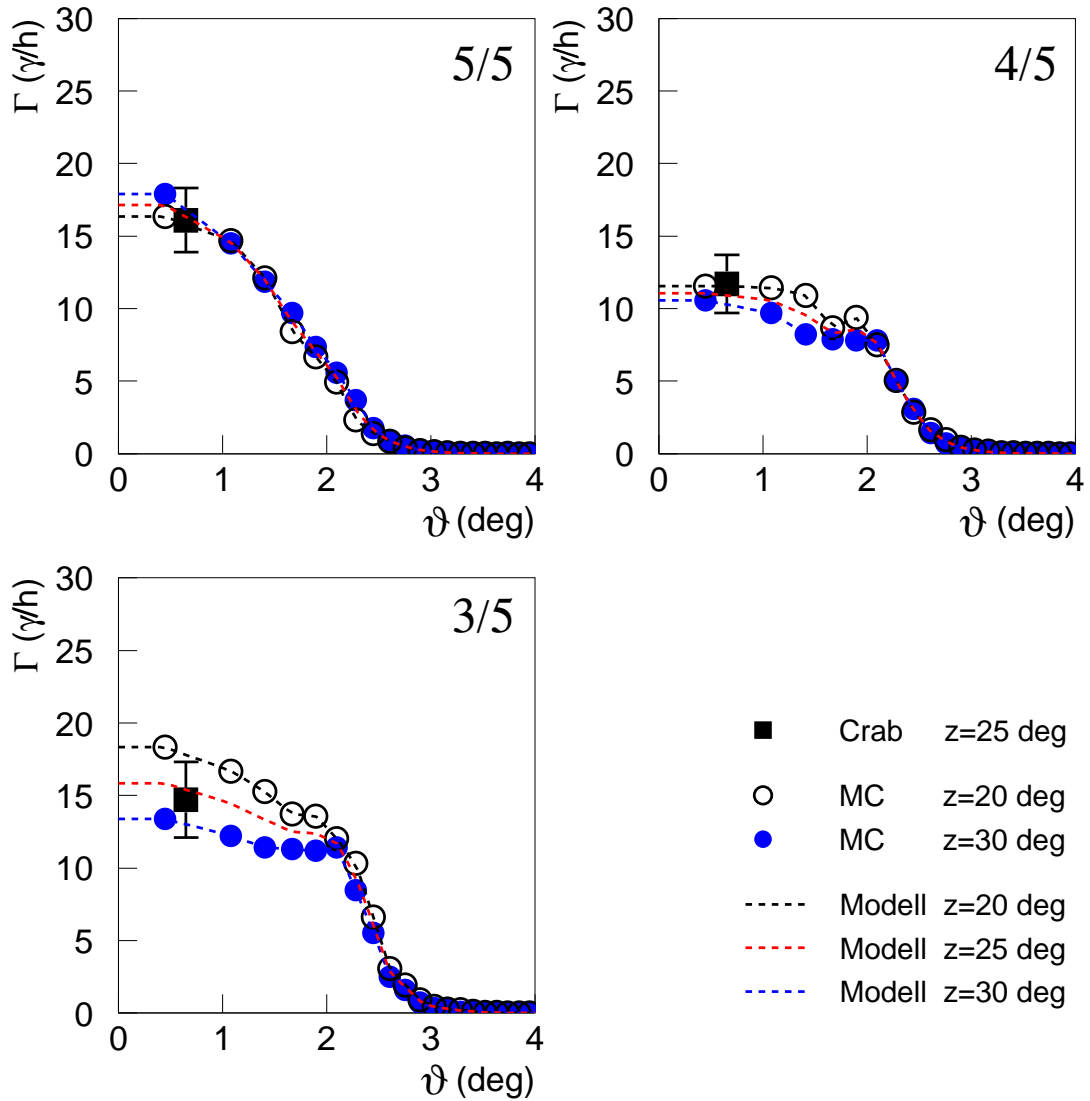 30
25
20
15
10
5
0
Γ (γ/h)
5/5
0 1 2 3 4
ϑ (deg)
30
25
20
15
10
5
0
Γ (γ/h)
4/5
0 1 2 3 4
ϑ (deg)
30
25
20
15
10
5
0
Γ (γ/h)
3/5
0 1 2 3 4
ϑ (deg)
Crab z=25 deg
MC z=20 deg
MC z=30 deg
Modell z=20 deg
Modell z=25 deg
Modell z=30 deg